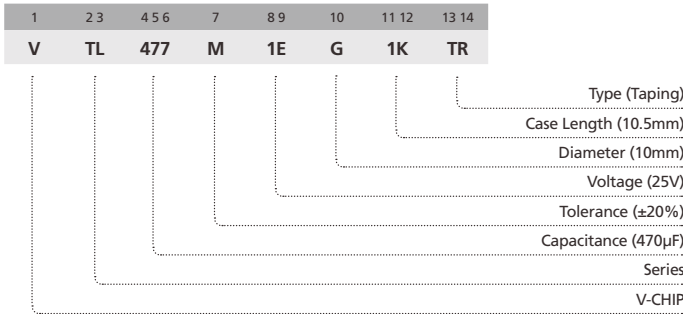 1 2 3 4 5 6 7 8 9 10 11 12 13 14
V TL 477 M 1E G 1K TR
Type (Taping)
Case Length (10.5mm)
Diameter (10mm)
Voltage (25V)
Tolerance (±20%)
Capacitance (470µF)
Series
V-CHIP